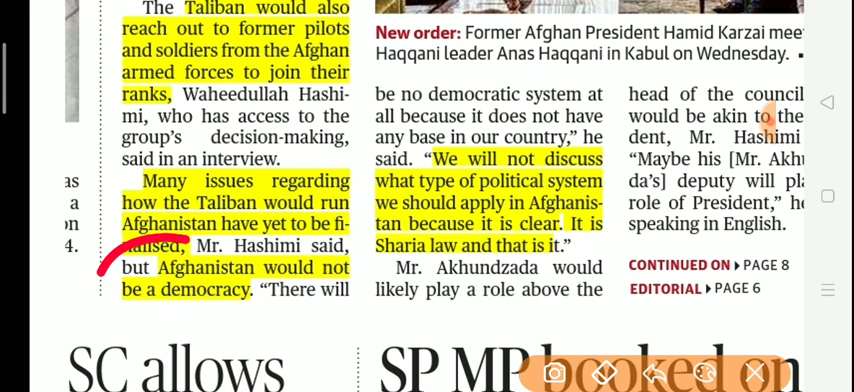 The Taliban would also
reach out to former pilots
and soldiers from the Afghan
armed forces to join their
ranks, Waheedullah Hashi-
mi, who has access to the
group's decision-making,
said in an interview.
Many issues regarding
how the Taliban would run
Afghanistan have yet to be fi-
nalised, Mr. Hashimi said,
but Afghanistan would not
be a democracy. “There will
as
a
on
4.
New order: Former Afghan President Hamid Karzai mee
Haqqani leader Anas Haqqani in Kabul on Wednesday.
be no democratic system at
all because it does not have
any base in our country,” he
said. “We will not discuss
what type of political system
we should apply in Afghanis-
tan because it is clear. It is
Sharia law and that is it.”
Mr. Akhundzada would
likely play a role above the
head of the council
would be akin to the
dent, Mr. Hashimi
“Maybe his [Mr. Akhu
da's] deputy will pla
role of President,” he
speaking in English.
CONTINUED ON PAGE 8
EDITORIAL PAGE 6
SC allows
SP MP booked on